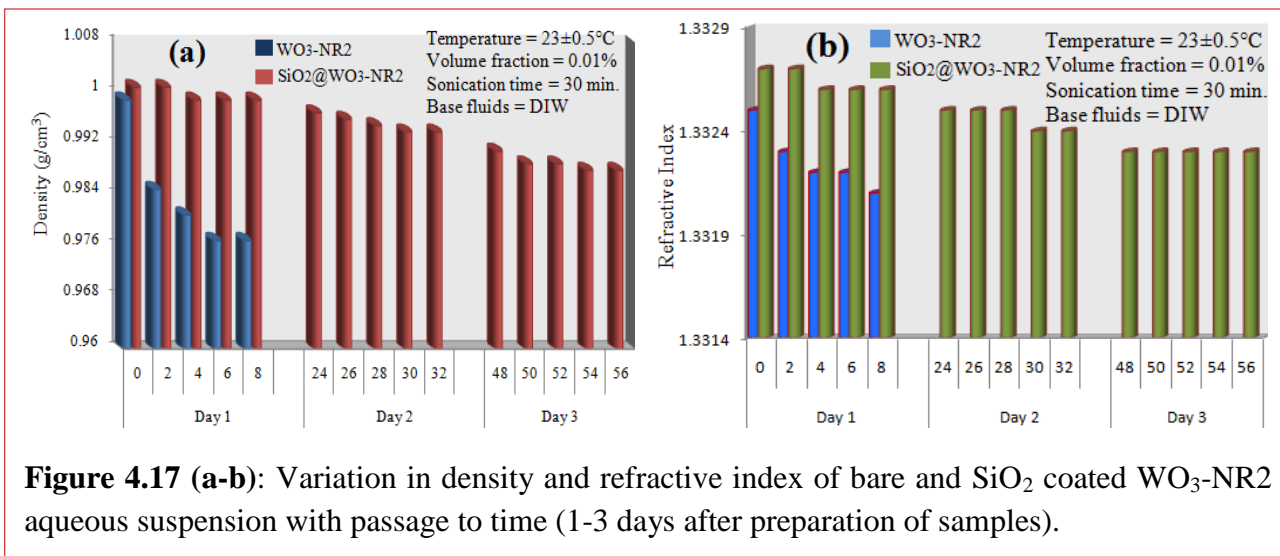 (a)
WO₃-NR2
SiO₂@WO₃-NR2
Temperature = 23±0.5°C
Volume fraction = 0.01%
Sonication time = 30 min.
Base fluids = DIW
Density (g/cm³)
1.008
1
0.992
0.984
0.976
0.968
0.96
0 2 4 6 8 24 26 28 30 32 48 50 52 54 56
Day 1 Day 2 Day 3
(b)
WO₃-NR2
SiO₂@WO₃-NR2
Temperature = 23±0.5°C
Volume fraction = 0.01%
Sonication time = 30 min.
Base fluids = DIW
Refractive Index
1.3329
1.3324
1.3319
1.3314
0 2 4 6 8 24 26 28 30 32 48 50 52 54 56
Day 1 Day 2 Day 3
Figure 4.17 (a-b): Variation in density and refractive index of bare and SiO₂ coated WO₃-NR2
aqueous suspension with passage to time (1-3 days after preparation of samples).